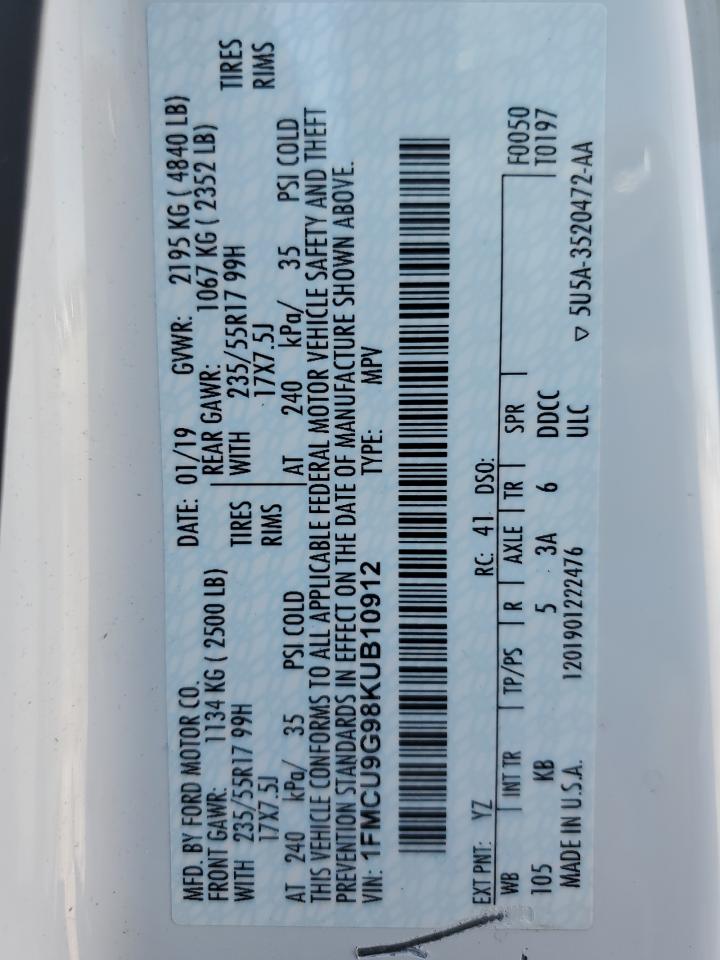 MFD. BY FORD MOTOR CO. DATE: 01/19 GVWR: 2195 KG ( 4840 LB)
FRONT GAWR: 1134 KG ( 2500 LB) REAR GAWR: 1067 KG ( 2352 LB)
WITH 235/55R17 99H TIRES WITH 235/55R17 99H TIRES
17X7.5J RIMS 17X7.5J RIMS
AT 240 kPa/ 35 PSI COLD AT 240 kPa/ 35 PSI COLD
THIS VEHICLE CONFORMS TO ALL APPLICABLE FEDERAL MOTOR VEHICLE SAFETY AND THEFT
PREVENTION STANDARDS IN EFFECT ON THE DATE OF MANUFACTURE SHOWN ABOVE.
VIN: 1FMCU9G98KUB10912 TYPE: MPV
EXT PNT: YZ RC: 41 DSO:
WB INT TR TP/PS R AXLE TR SPR F0050
105 KB 5 3A 6 DDCC T0197
MADE IN U.S.A. 1201901222476 ULC ▽ 5U5A-3520472-AA